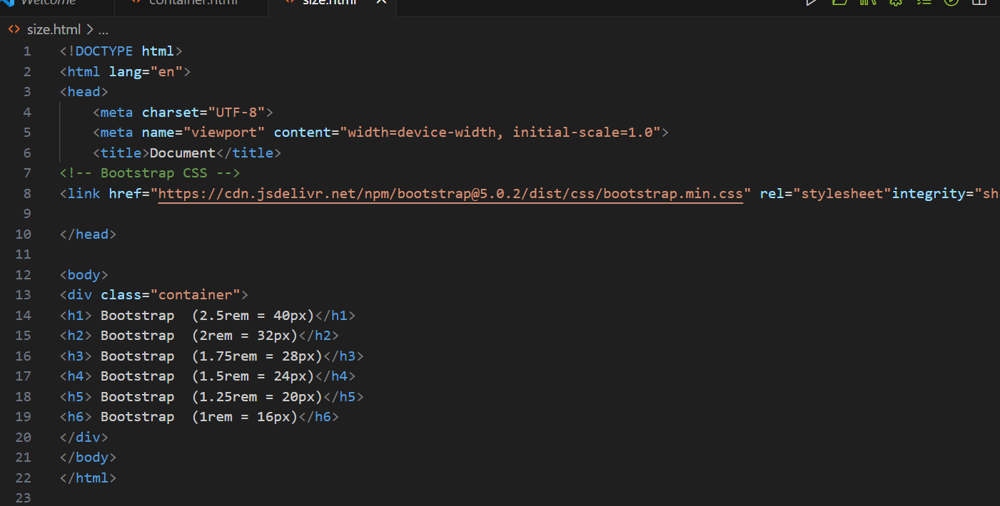 Welcome
container.html
size.html
size.html > ...
1 <!DOCTYPE html>
2 <html lang="en">
3 <head>
4 <meta charset="UTF-8">
5 <meta name="viewport" content="width=device-width, initial-scale=1.0">
6 <title>Document</title>
7 <!-- Bootstrap CSS -->
8 <link href="https://cdn.jsdelivr.net/npm/bootstrap@5.0.2/dist/css/bootstrap.min.css" rel="stylesheet"integrity="sh
9
10 </head>
11
12 <body>
13 <div class="container">
14 <h1> Bootstrap  (2.5rem = 40px)</h1>
15 <h2> Bootstrap  (2rem = 32px)</h2>
16 <h3> Bootstrap  (1.75rem = 28px)</h3>
17 <h4> Bootstrap  (1.5rem = 24px)</h4>
18 <h5> Bootstrap  (1.25rem = 20px)</h5>
19 <h6> Bootstrap  (1rem = 16px)</h6>
20 </div>
21 </body>
22 </html>
23